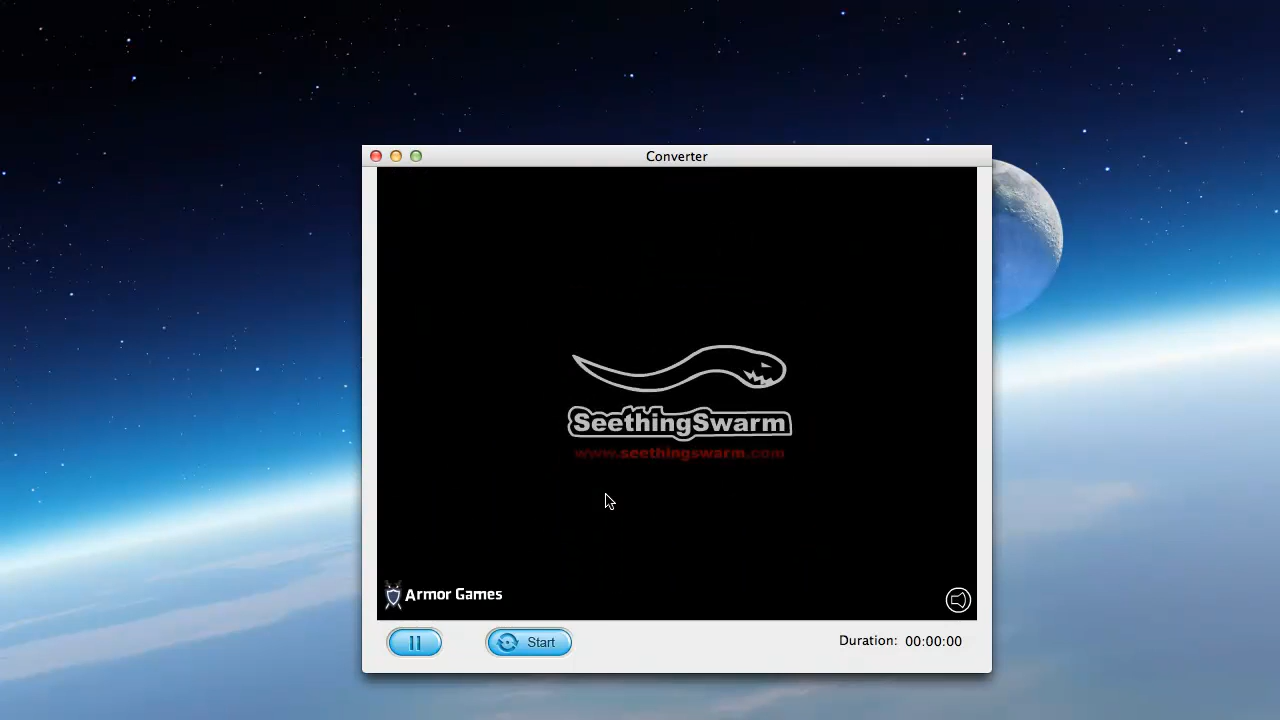 Converter
SeethingSwarm
www.seethingswarm.com
Armor Games
Start
Duration: 00:00:00